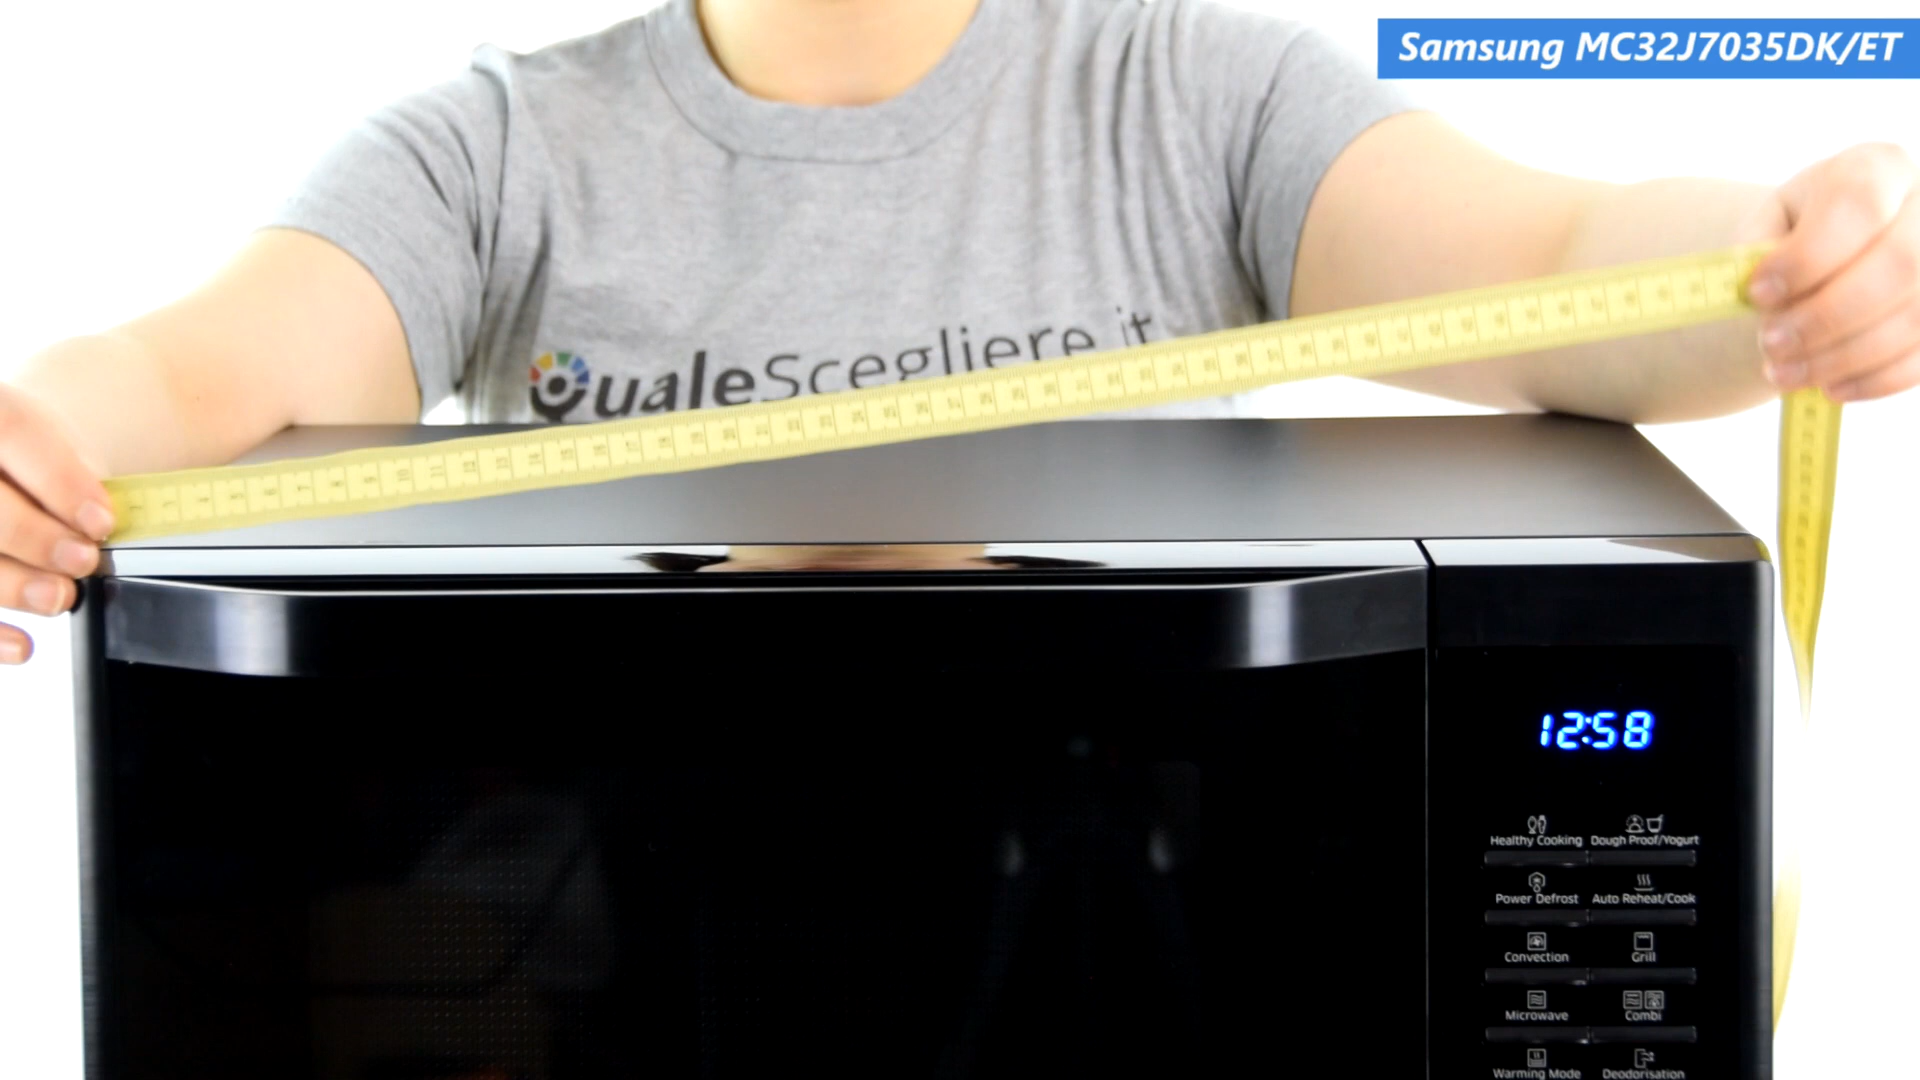 Samsung MC32J7035DK/ET
QualeScegliere.it
12:58
Healthy Cooking Dough Proof/Yogurt
Power Defrost Auto Reheat/Cook
Convection Grill
Microwave Combi
Warming Mode Deodorisation